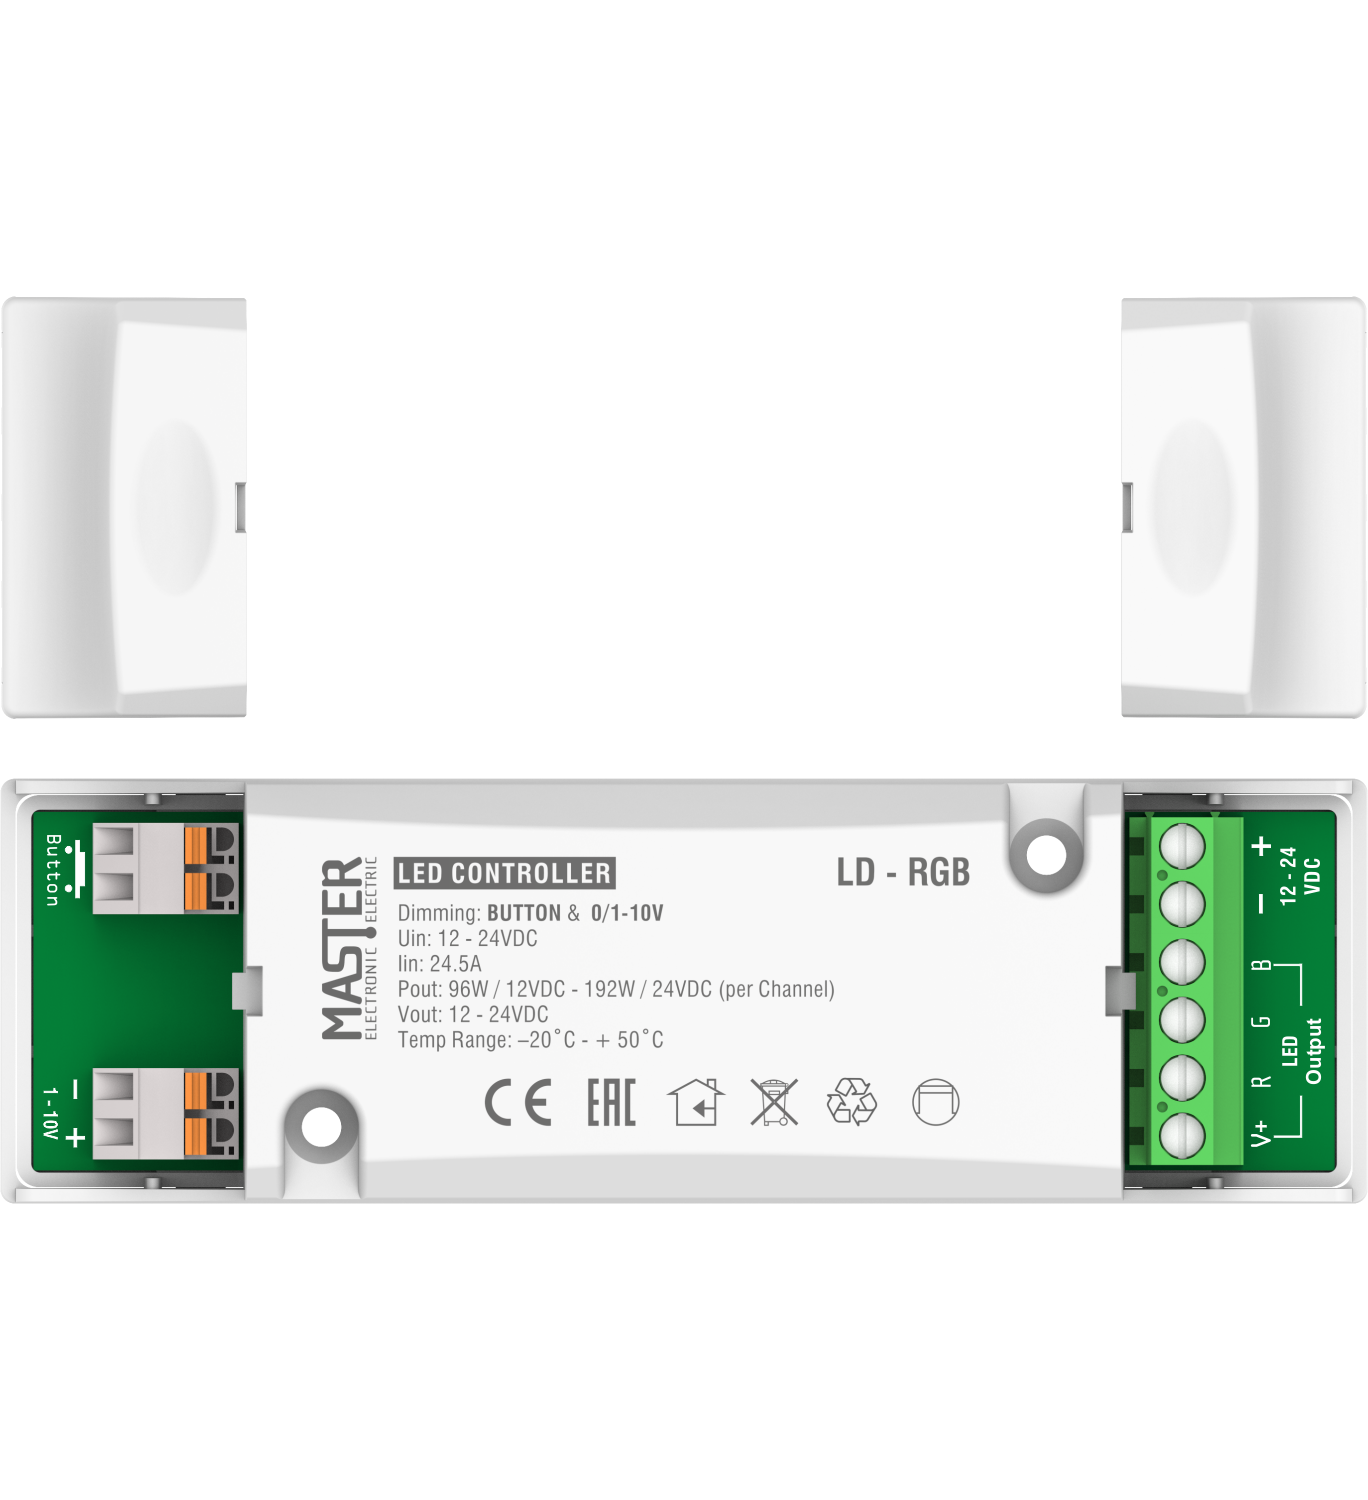 Button
1 - 10V
− +
MASTER
ELECTRONIC ELECTRIC
LED CONTROLLER
LD - RGB
Dimming: BUTTON & 0/1-10V
Uin: 12 - 24VDC
Iin: 24.5A
Pout: 96W / 12VDC - 192W / 24VDC (per Channel)
Vout: 12 - 24VDC
Temp Range: –20˚C - + 50˚C
CE EAC
+ −
12 - 24
VDC
V+ R G B
LED
Output